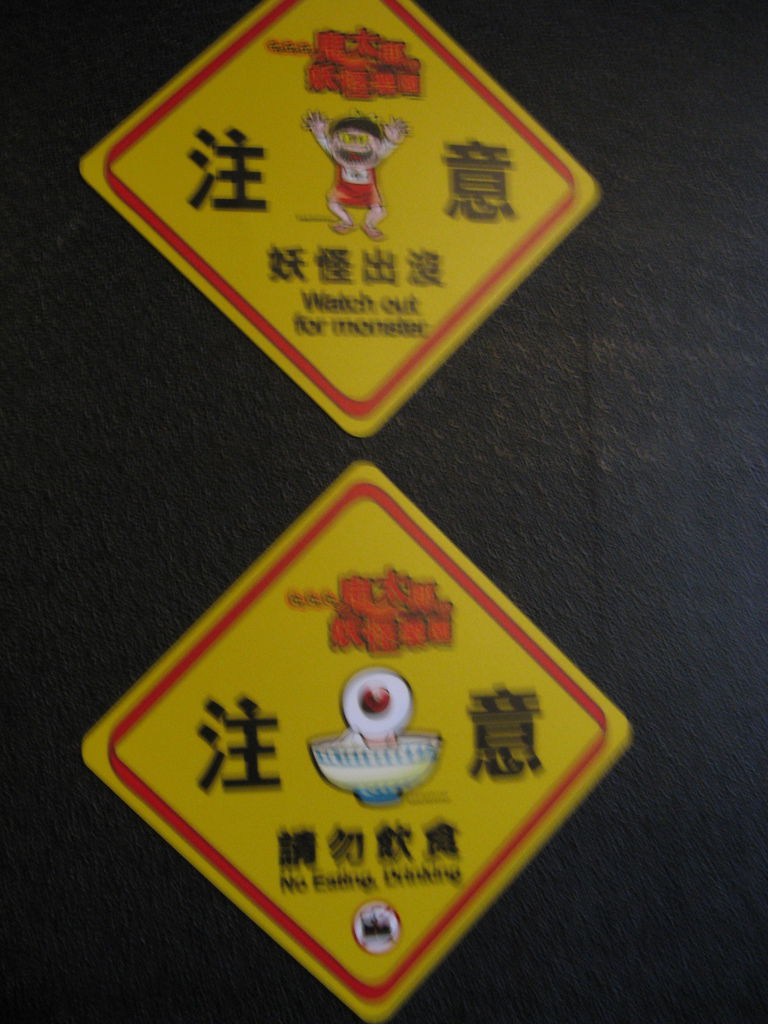 注 意
妖怪出沒
Watch out
for monster
注 意
請勿飲食
No Eating, Drinking